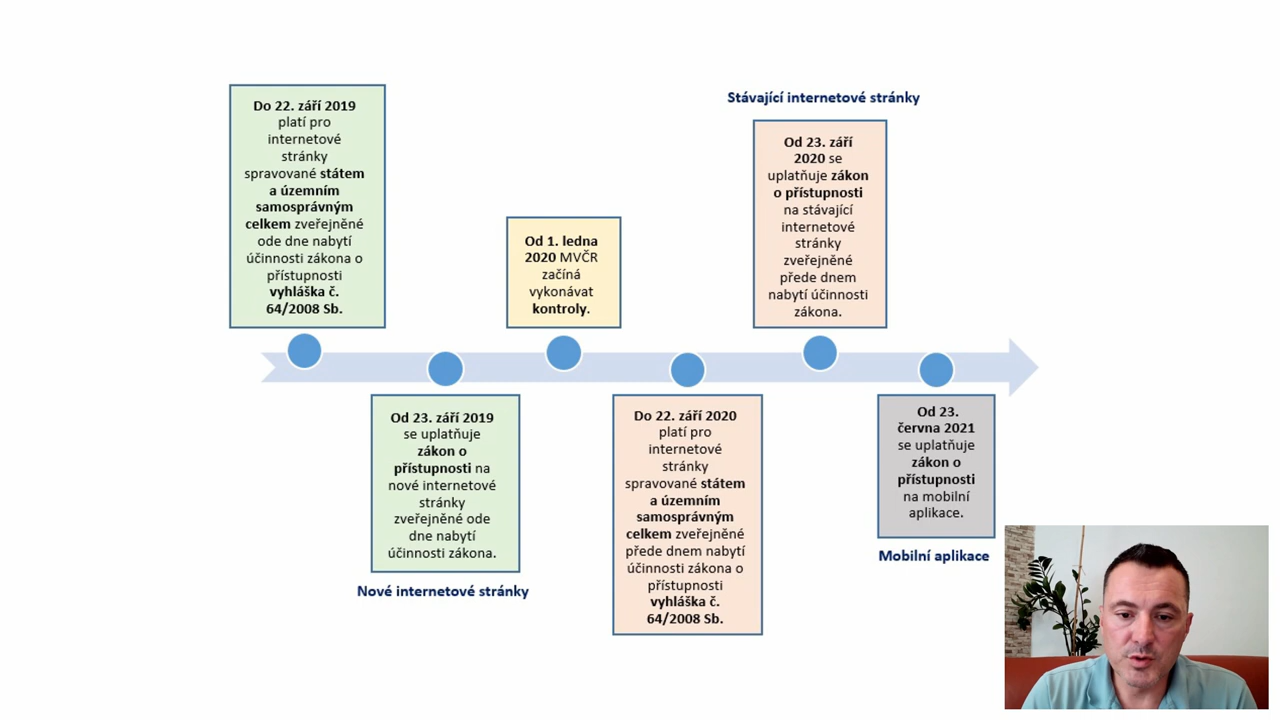 Do 22. září 2019
platí pro
internetové
stránky
spravované státem
a územním
samosprávným
celkem zveřejněné
ode dne nabytí
účinnosti zákona o
přístupnosti
vyhláška č.
64/2008 Sb.
Od 23. září 2019
se uplatňuje
zákon o
přístupnosti na
nové internetové
stránky
zveřejněné ode
dne nabytí
účinnosti zákona.
Nové internetové stránky
Od 1. ledna
2020 MVČR
začíná
vykonávat
kontroly.
Do 22. září 2020
platí pro
internetové
stránky
spravované státem
a územním
samosprávným
celkem zveřejněné
přede dnem nabytí
účinnosti zákona o
přístupnosti
vyhláška č.
64/2008 Sb.
Stávající internetové stránky
Od 23. září
2020 se
uplatňuje zákon
o přístupnosti
na stávající
internetové
stránky
zveřejněné
přede dnem
nabytí účinnosti
zákona.
Od 23.
června 2021
se uplatňuje
zákon o
přístupnosti
na mobilní
aplikace.
Mobilní aplikace